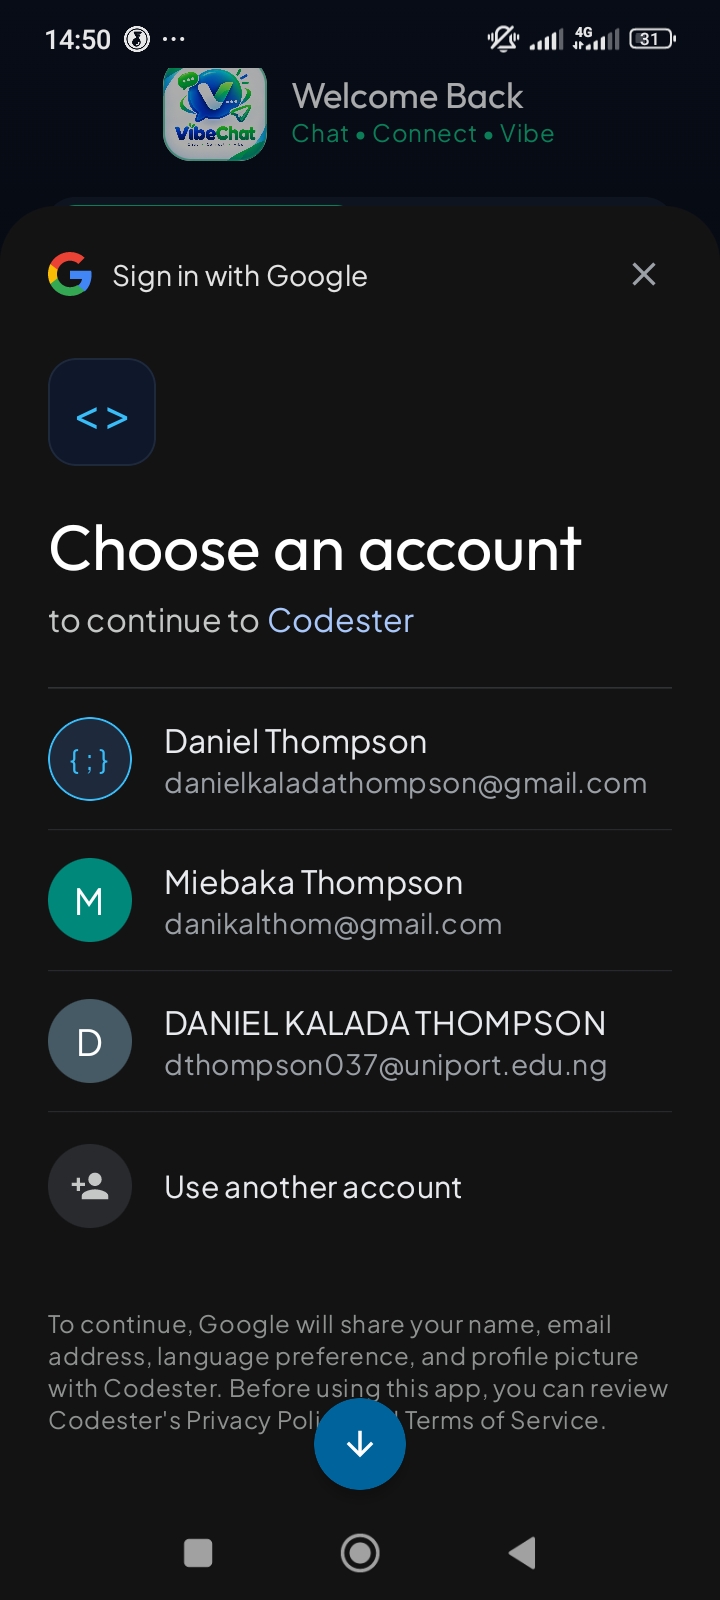 14:50
4G
31
VibeChat
Welcome Back
Chat • Connect • Vibe
Sign in with Google
< >
Choose an account
to continue to Codester
{ ; }
Daniel Thompson
danielkaladathompson@gmail.com
M
Miebaka Thompson
danikalthom@gmail.com
D
DANIEL KALADA THOMPSON
dthompson037@uniport.edu.ng
Use another account
To continue, Google will share your name, email
address, language preference, and profile picture
with Codester. Before using this app, you can review
Codester's Privacy Poli Terms of Service.